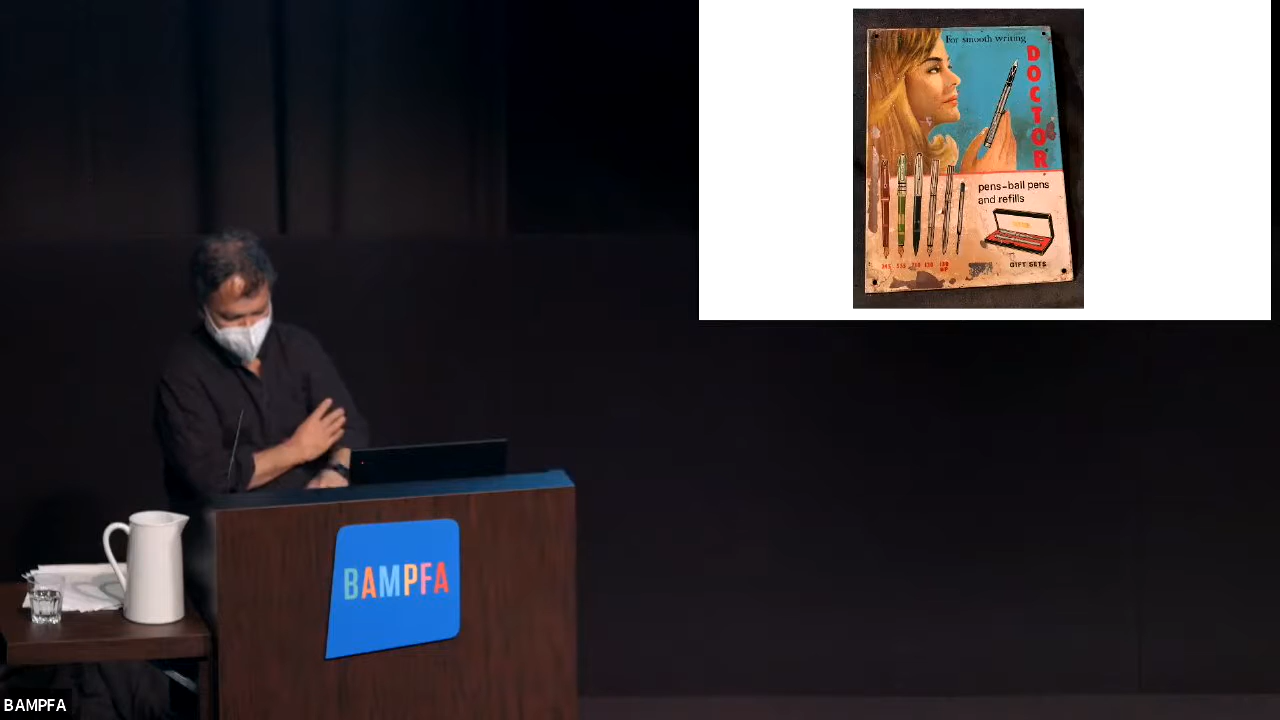 For smooth writing
DOCTOR
pens-ball pens
and refills
GIFT SETS
BAMPFA
BAMPFA